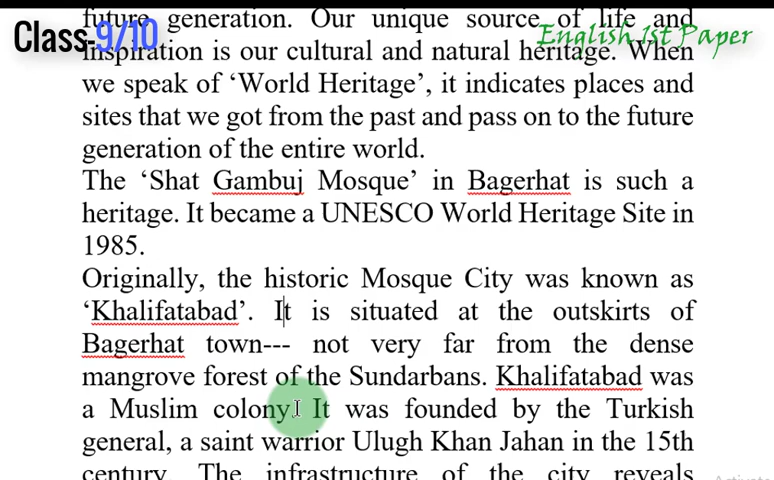 future generation. Our unique source of life and
Class-9/10
English 1st Paper
inspiration is our cultural and natural heritage. When
we speak of ‘World Heritage’, it indicates places and
sites that we got from the past and pass on to the future
generation of the entire world.
The ‘Shat Gambuj Mosque’ in Bagerhat is such a
heritage. It became a UNESCO World Heritage Site in
1985.
Originally, the historic Mosque City was known as
‘Khalifatabad’. It is situated at the outskirts of
Bagerhat town--- not very far from the dense
mangrove forest of the Sundarbans. Khalifatabad was
a Muslim colony. It was founded by the Turkish
general, a saint warrior Ulugh Khan Jahan in the 15th
century. The infrastructure of the city reveals